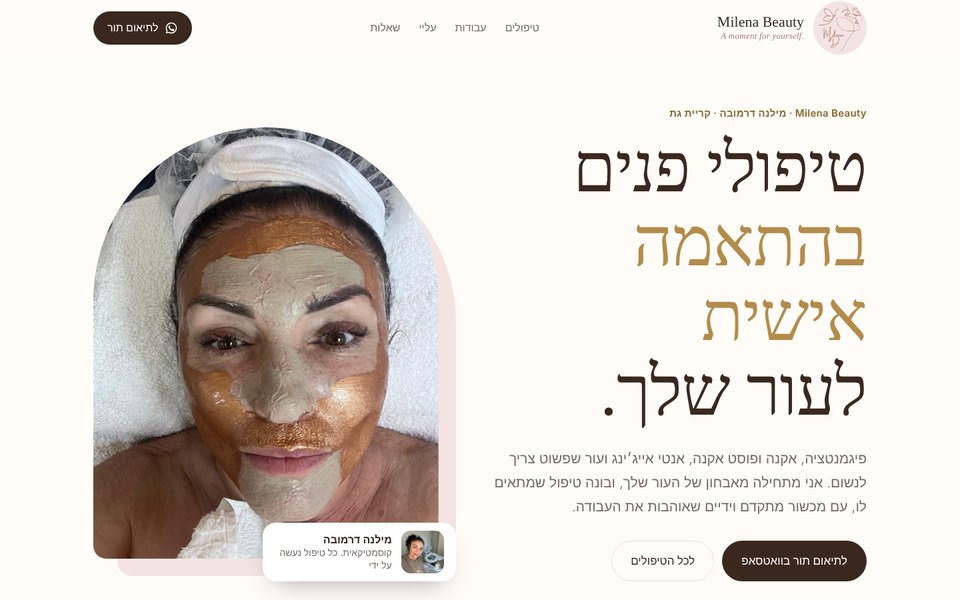 Milena Beauty
A moment for yourself.
טיפולים
עבודות
עליי
שאלות
לתיאום תור
Milena Beauty · מילנה דרמובה · קריית גת
טיפולי פנים
בהתאמה
אישית
לעור שלך.
פיגמנטציה, אקנה ופוסט אקנה, אנטי אייג׳ינג ועור שפשוט צריך
לנשום. אני מתחילה מאבחון של העור שלך, ובונה טיפול שמתאים
לו, עם מכשור מתקדם וידיים שאוהבות את העבודה.
לתיאום תור בוואטסאפ
לכל הטיפולים
מילנה דרמובה
קוסמטיקאית. כל טיפול נעשה
על ידי